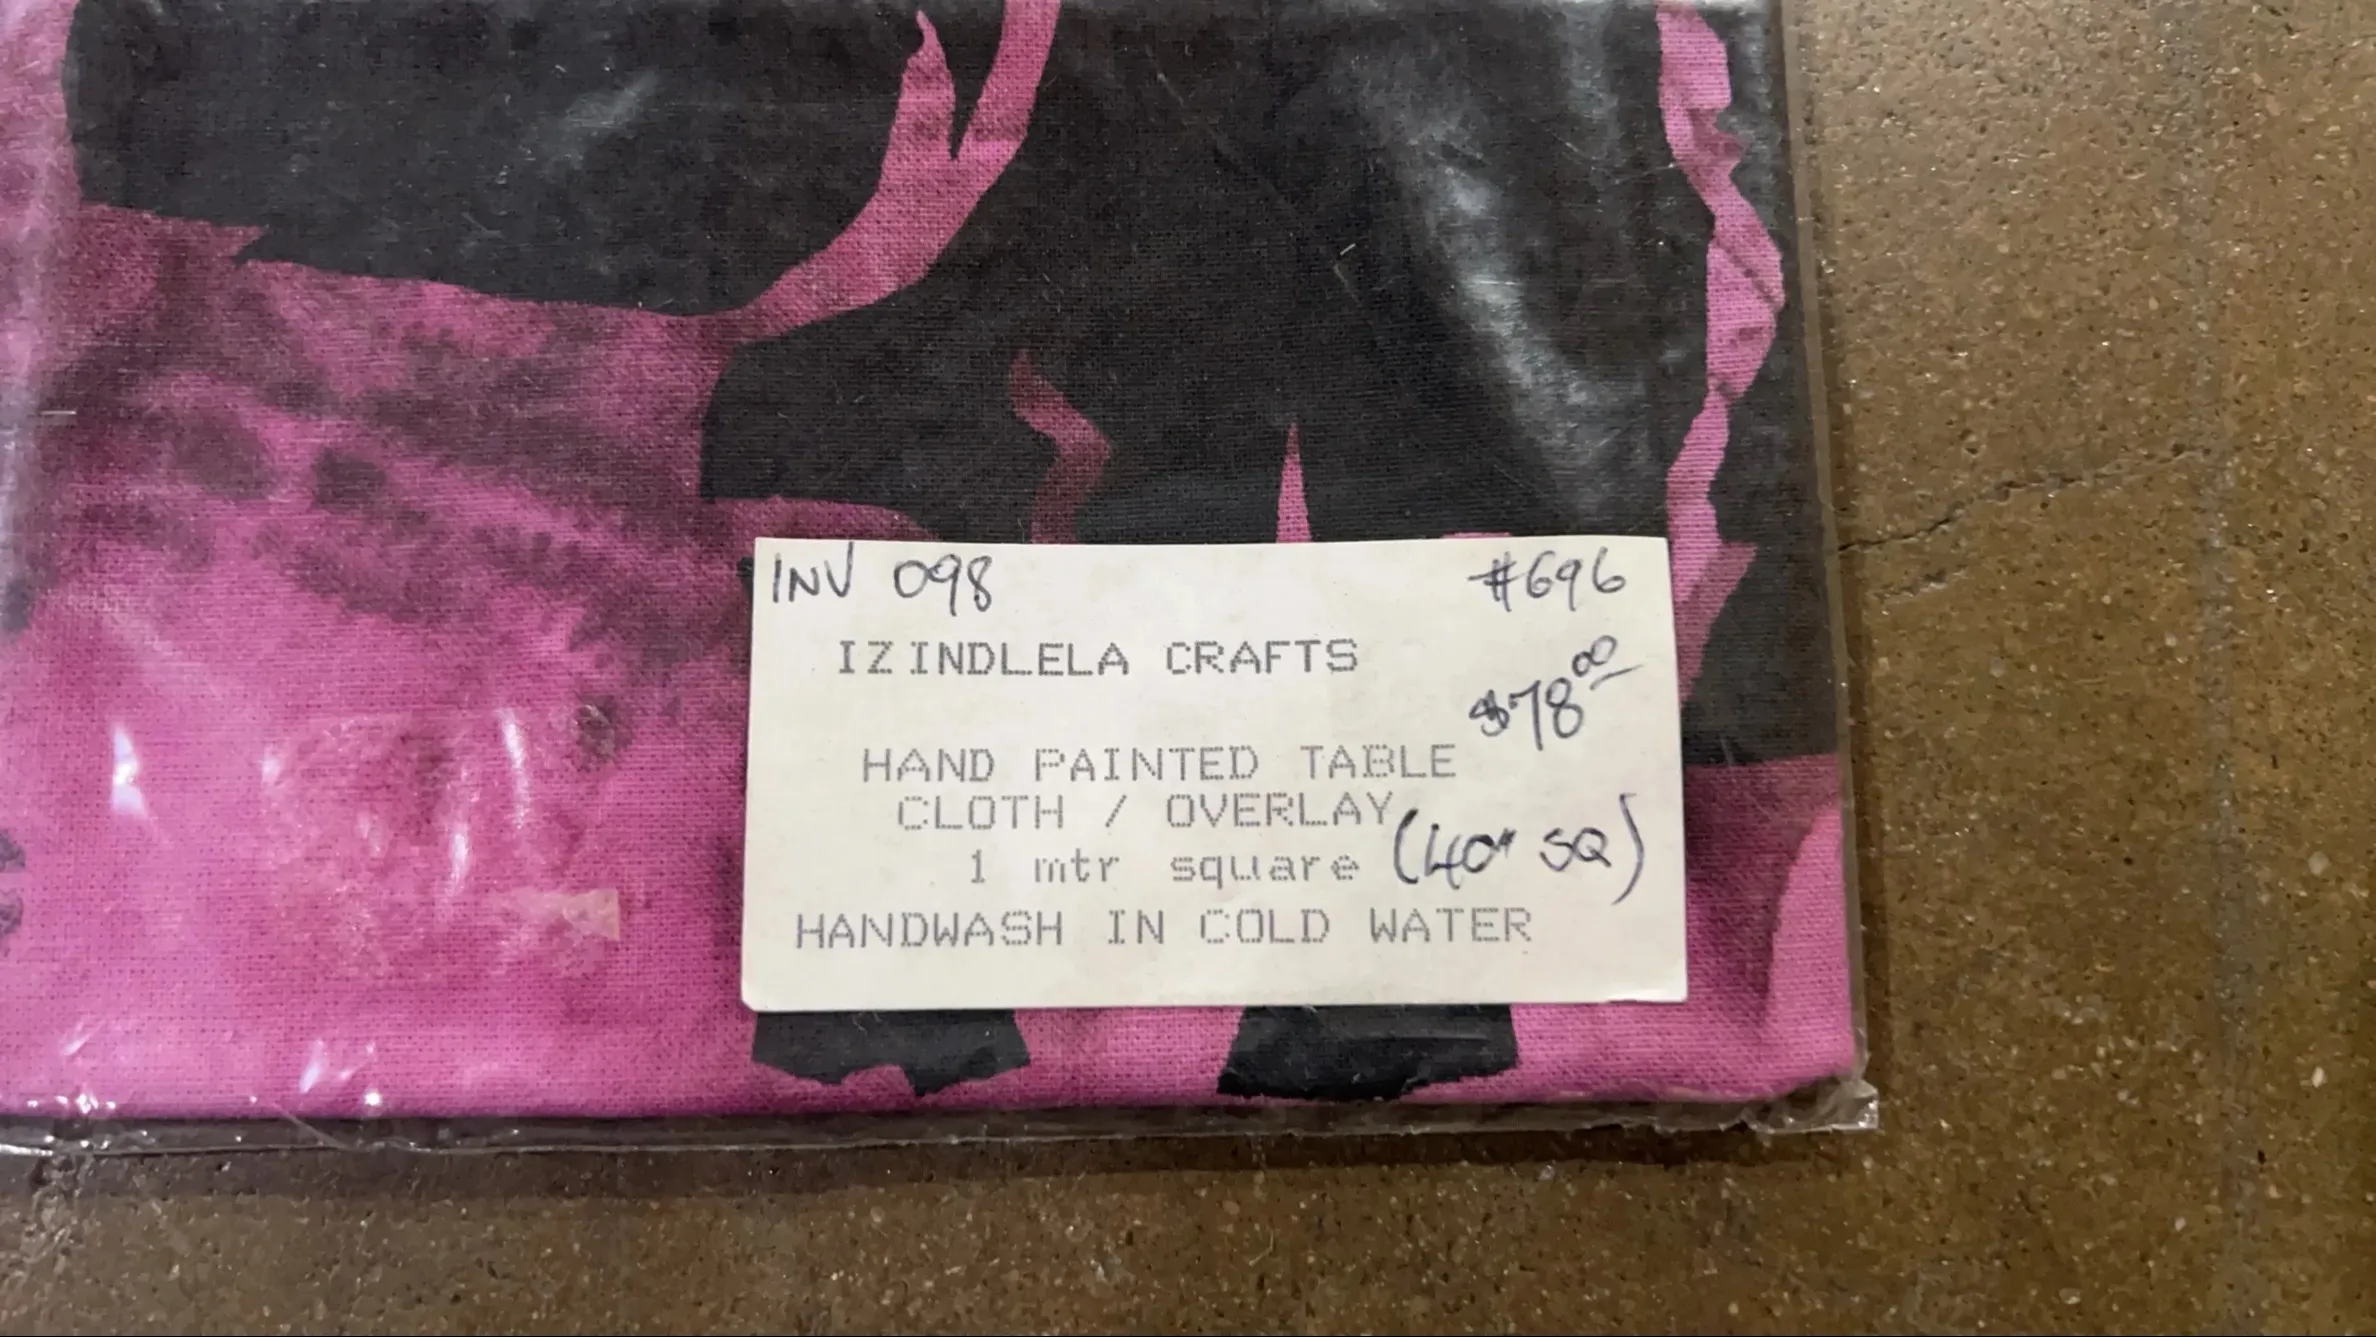 INV 098 #696
IZINDLELA CRAFTS
$78.00
HAND PAINTED TABLE
CLOTH / OVERLAY
1 mtr square (40" SQ)
HANDWASH IN COLD WATER